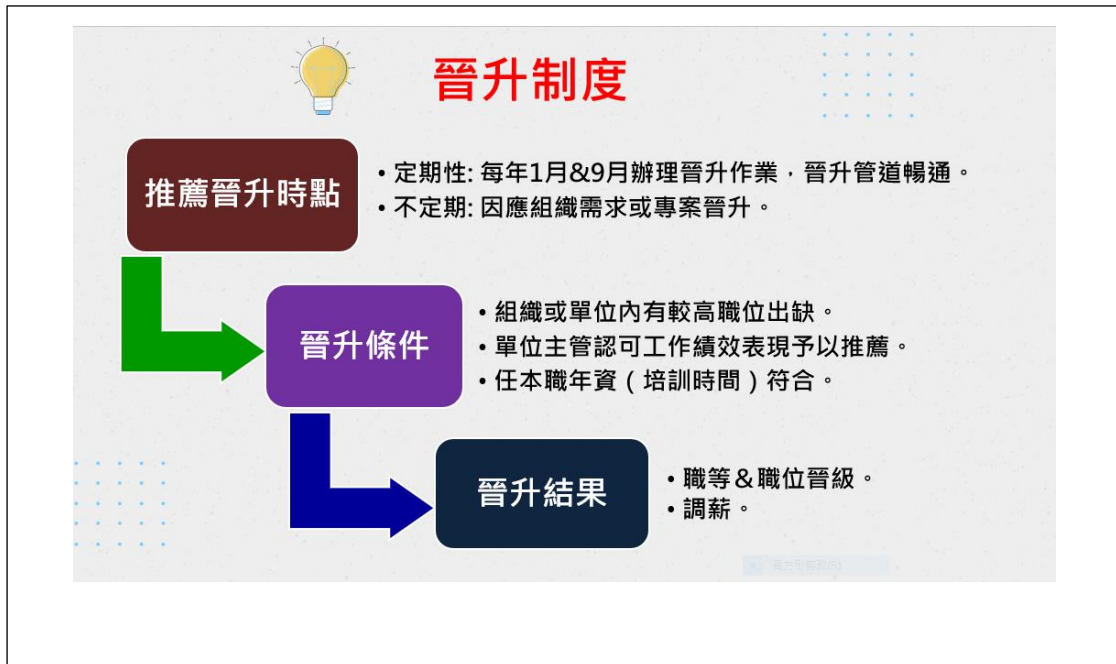 晉升制度
推薦晉升時點
• 定期性: 每年1月&9月辦理晉升作業，晉升管道暢通。
• 不定期: 因應組織需求或專案晉升。
晉升條件
• 組織或單位內有較高職位出缺。
• 單位主管認可工作績效表現予以推薦。
• 任本職年資（培訓時間）符合。
晉升結果
• 職等&職位晉級。
• 調薪。